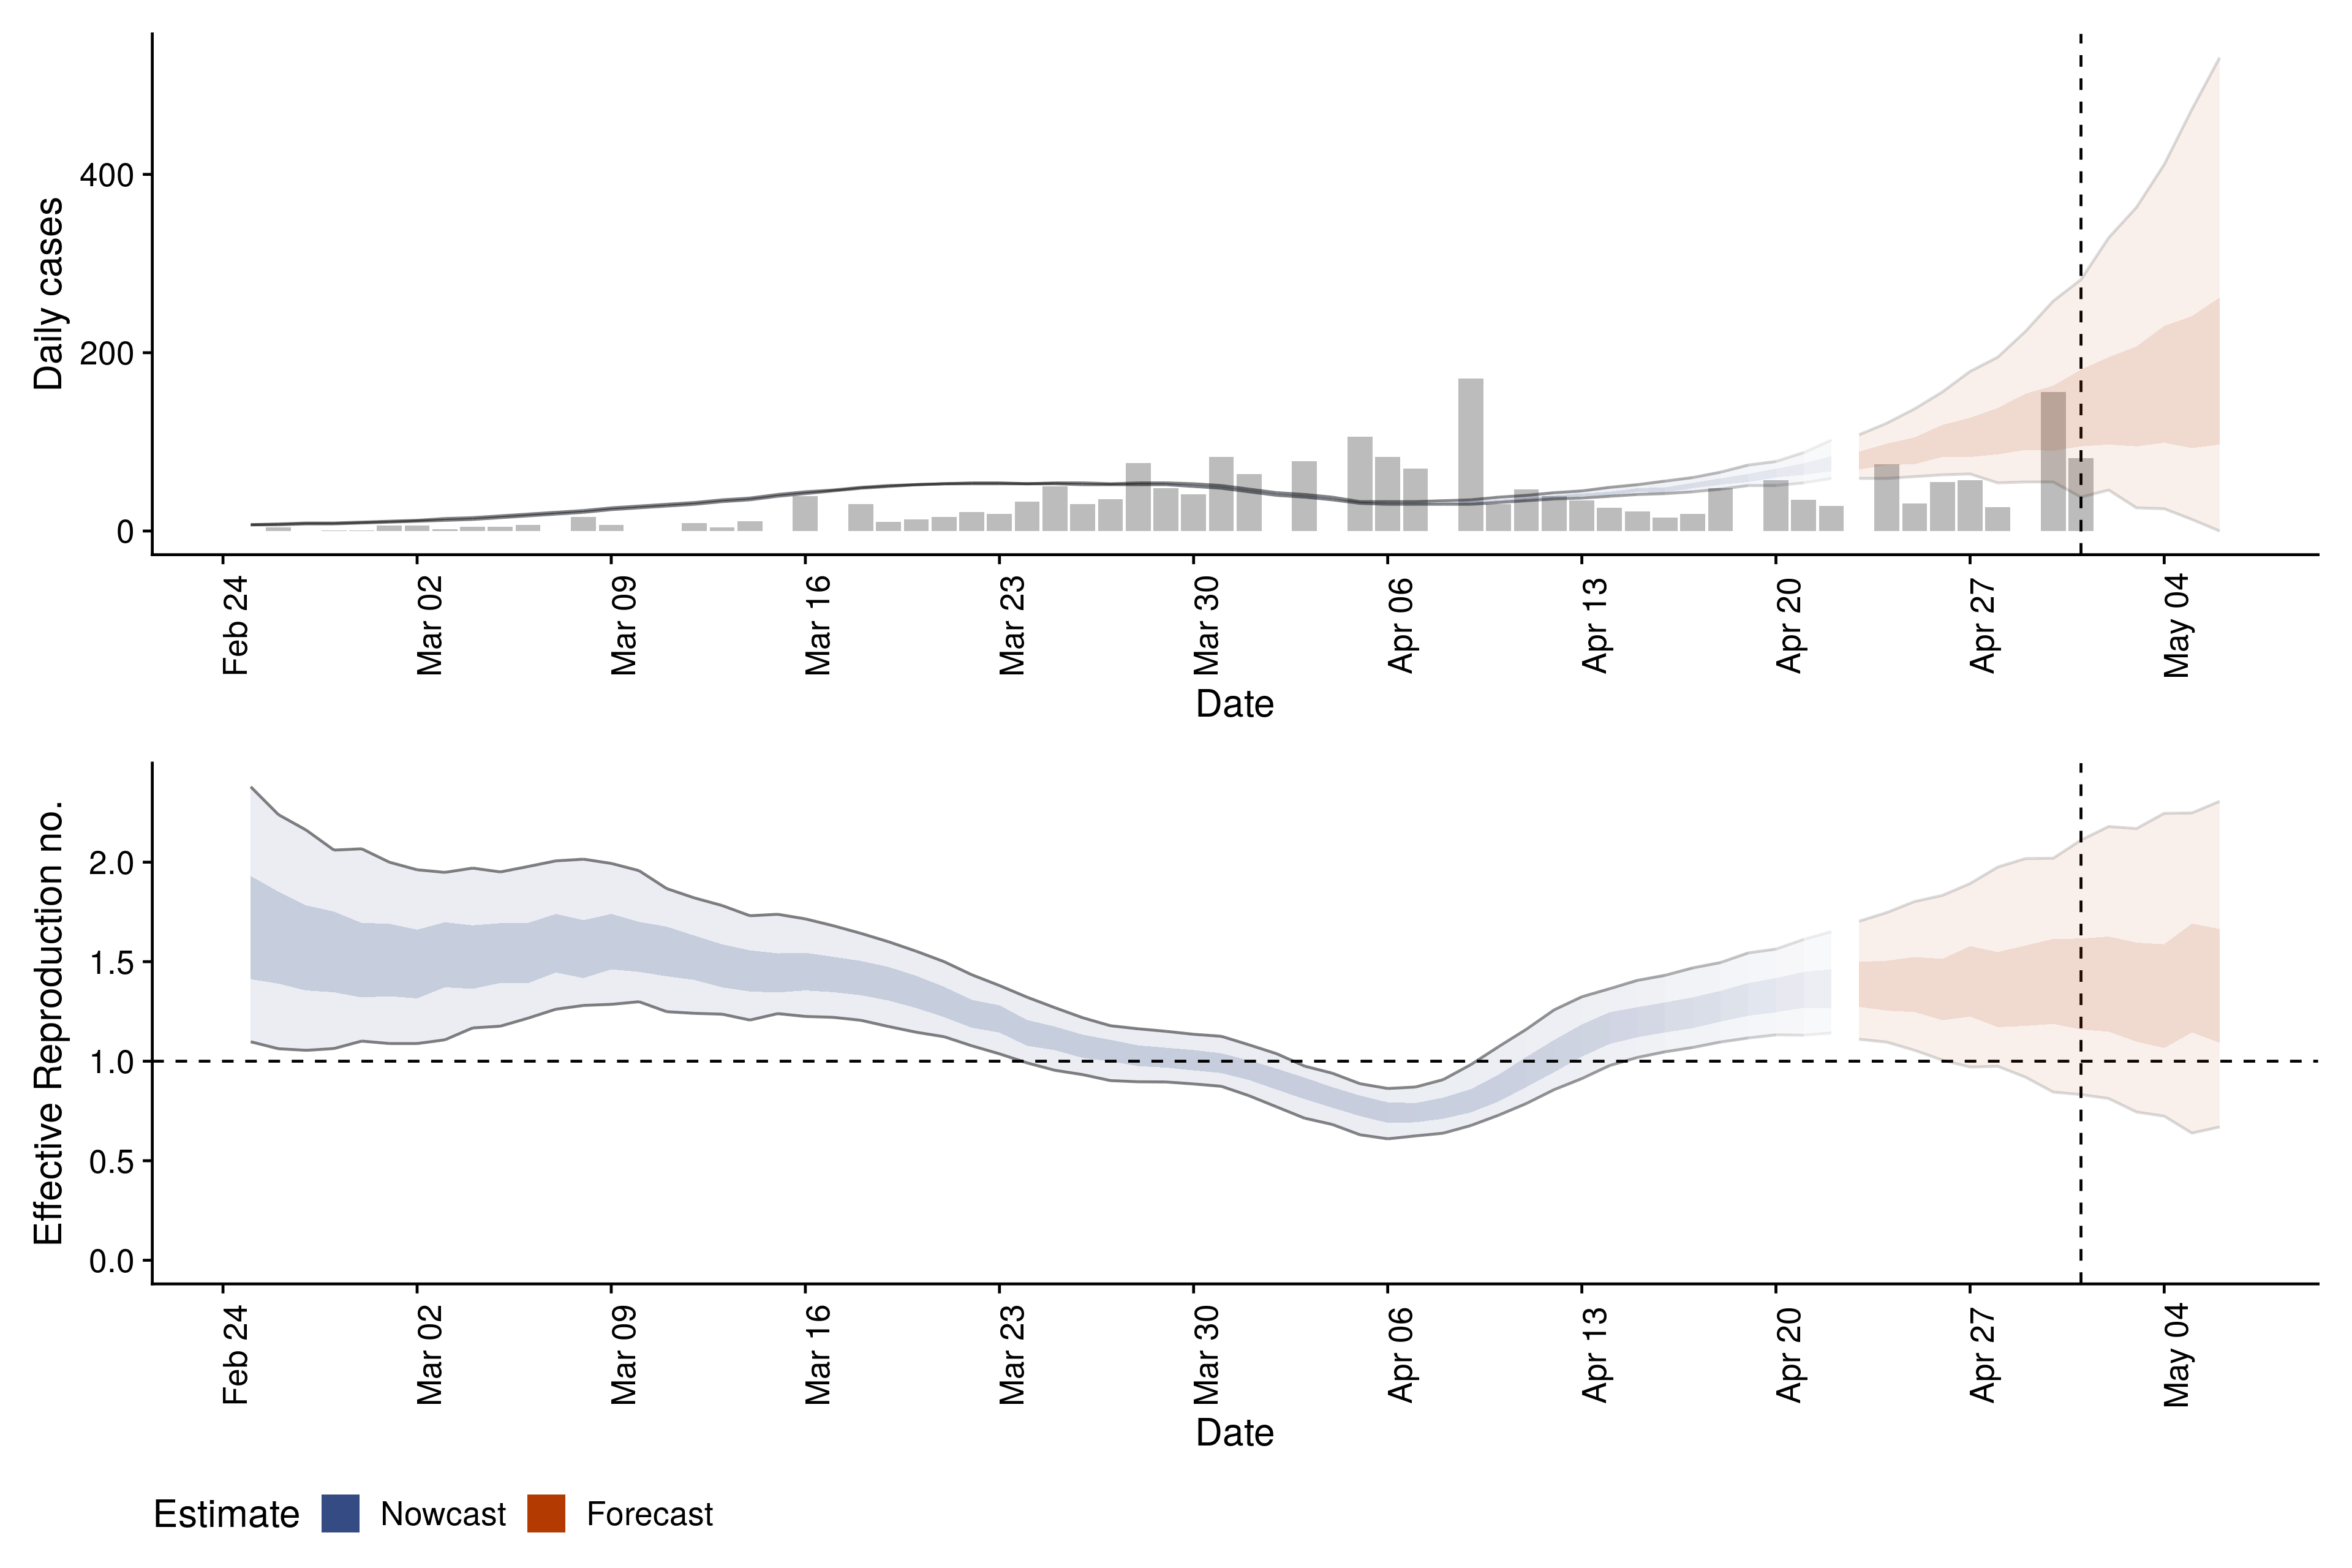 Daily cases
400
200
0
Feb 24 Mar 02 Mar 09 Mar 16 Mar 23 Mar 30 Apr 06 Apr 13 Apr 20 Apr 27 May 04
Date
Effective Reproduction no.
2.0
1.5
1.0
0.5
0.0
Feb 24 Mar 02 Mar 09 Mar 16 Mar 23 Mar 30 Apr 06 Apr 13 Apr 20 Apr 27 May 04
Date
Estimate Nowcast Forecast